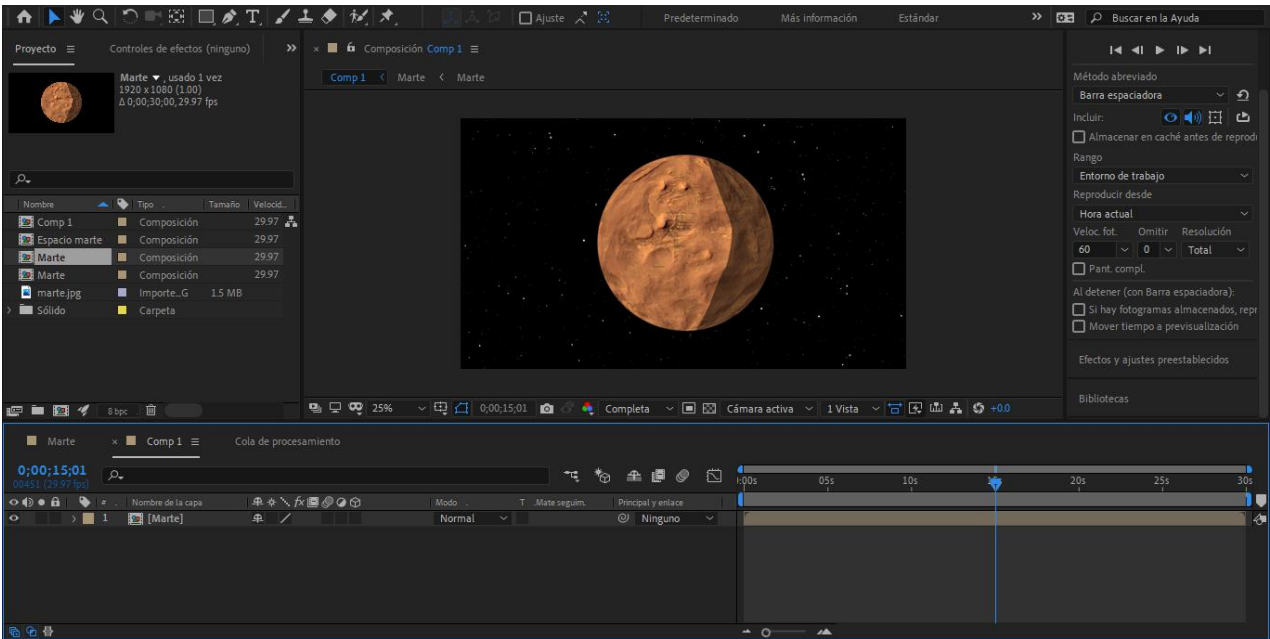 Ajuste Predeterminado Más información Estándar Buscar en la Ayuda
Proyecto Controles de efectos (ninguno)
Marte , usado 1 vez
1920 x 1080 (1.00)
Δ 0;00;30;00, 29.97 fps
Nombre Tipo Tamaño Velocid...
Comp 1 Composición 29.97
Espacio marte Composición 29.97
Marte Composición 29.97
Marte Composición 29.97
marte.jpg Importe...G 1.5 MB
Sólido Carpeta
8 bpc
Composición Comp 1
Comp 1 Marte Marte
25% 0;00;15;01 Completa Cámara activa 1 Vista +0.0
Método abreviado
Barra espaciadora
Incluir:
Almacenar en caché antes de reprodu
Rango
Entorno de trabajo
Reproducir desde
Hora actual
Veloc. fot. Omitir Resolución
60 0 Total
Pant. compl.
Al detener (con Barra espaciadora):
Si hay fotogramas almacenados, repr
Mover tiempo a previsualización
Efectos y ajustes preestablecidos
Bibliotecas
Marte Comp 1 Cola de procesamiento
0;00;15;01
00451 (29.97 fps)
:00s 05s 10s 20s 25s 30s
# Nombre de la capa Modo T .Mate seguim. Principal y enlace
1 [Marte] Normal Ninguno